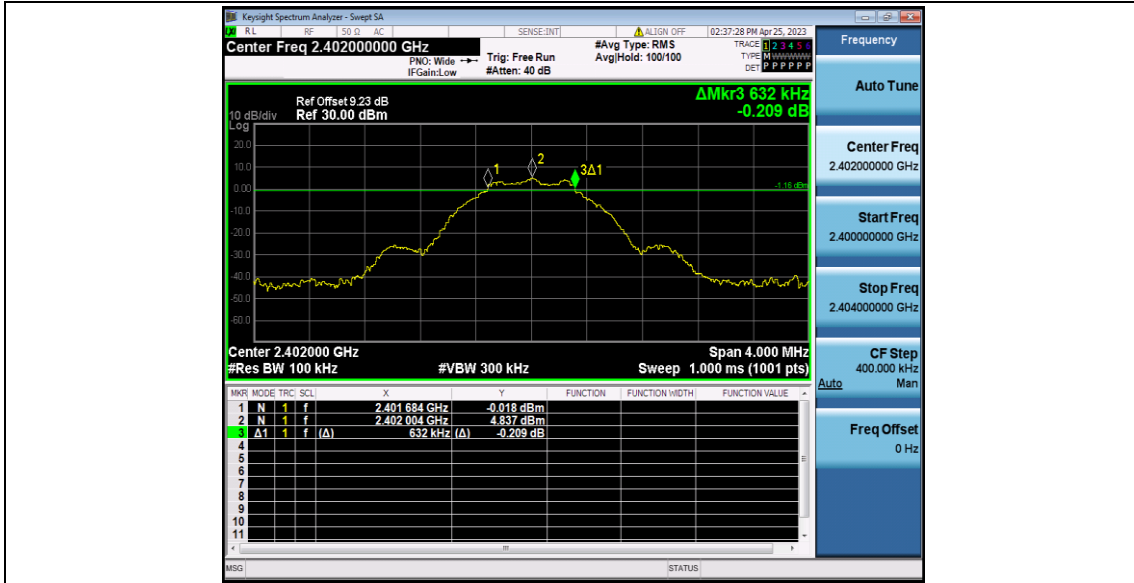 Keysight Spectrum Analyzer - Swept SA
RL RF 50 Ω AC SENSE:INT ALIGN OFF 02:37:28 PM Apr 25, 2023
Center Freq 2.402000000 GHz
PNO: Wide
IFGain:Low
Trig: Free Run
#Atten: 40 dB
#Avg Type: RMS
Avg|Hold: 100/100
TRACE 1 2 3 4 5 6
TYPE M WWWWW
DET P P P P P P
ΔMkr3 632 kHz
-0.209 dB
Ref Offset 9.23 dB
Ref 30.00 dBm
10 dB/div
Log
20.0
10.0
0.00
-10.0
-20.0
-30.0
-40.0
-50.0
-60.0
1
2
3Δ1
-1.16 dBm
Center 2.402000 GHz
Span 4.000 MHz
#Res BW 100 kHz
#VBW 300 kHz
Sweep 1.000 ms (1001 pts)
MKR MODE TRC SCL X Y FUNCTION FUNCTION WIDTH FUNCTION VALUE
1 N 1 f 2.401 684 GHz -0.018 dBm
2 N 1 f 2.402 004 GHz 4.837 dBm
3 Δ1 1 f (Δ) 632 kHz (Δ) -0.209 dB
4
5
6
7
8
9
10
11
MSG
STATUS
Frequency
Auto Tune
Center Freq
2.402000000 GHz
Start Freq
2.400000000 GHz
Stop Freq
2.404000000 GHz
CF Step
400.000 kHz
Auto Man
Freq Offset
0 Hz